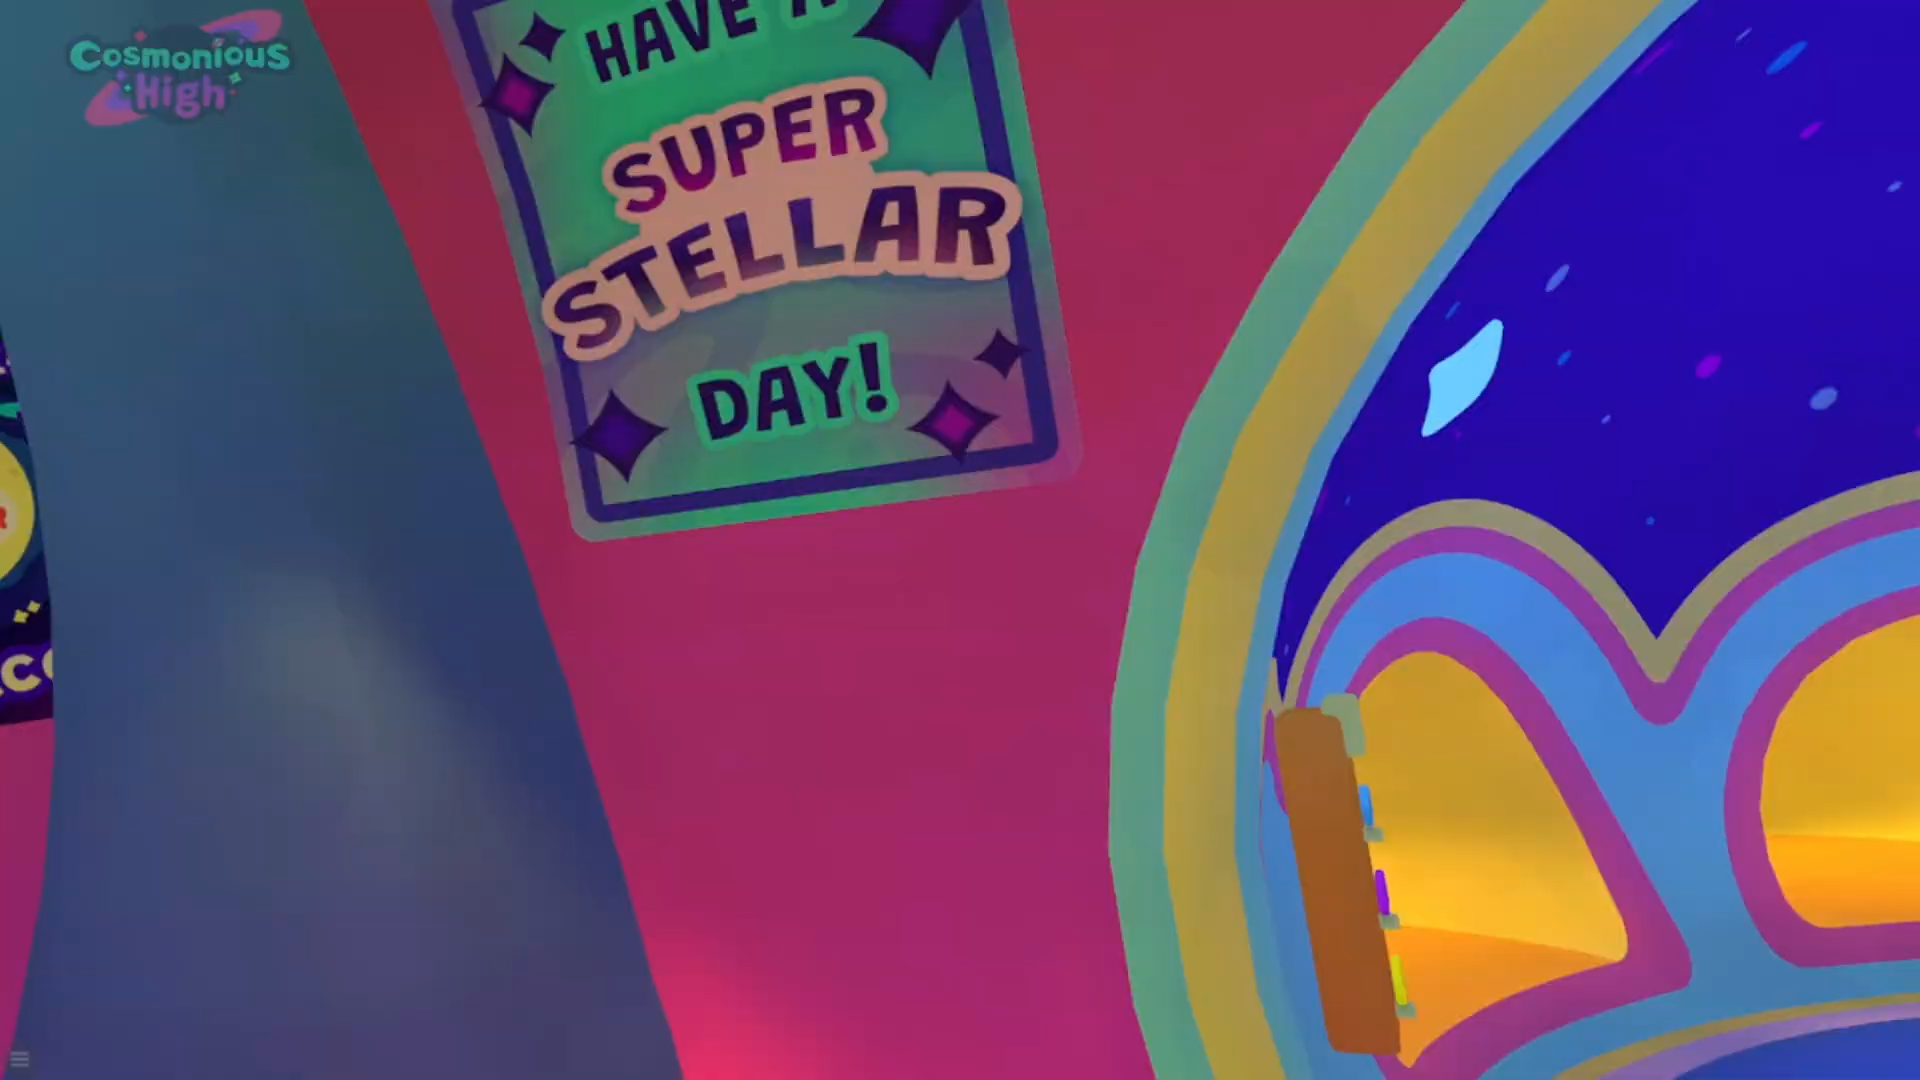 Cosmonious
High
HAVE A
SUPER
STELLAR
DAY!